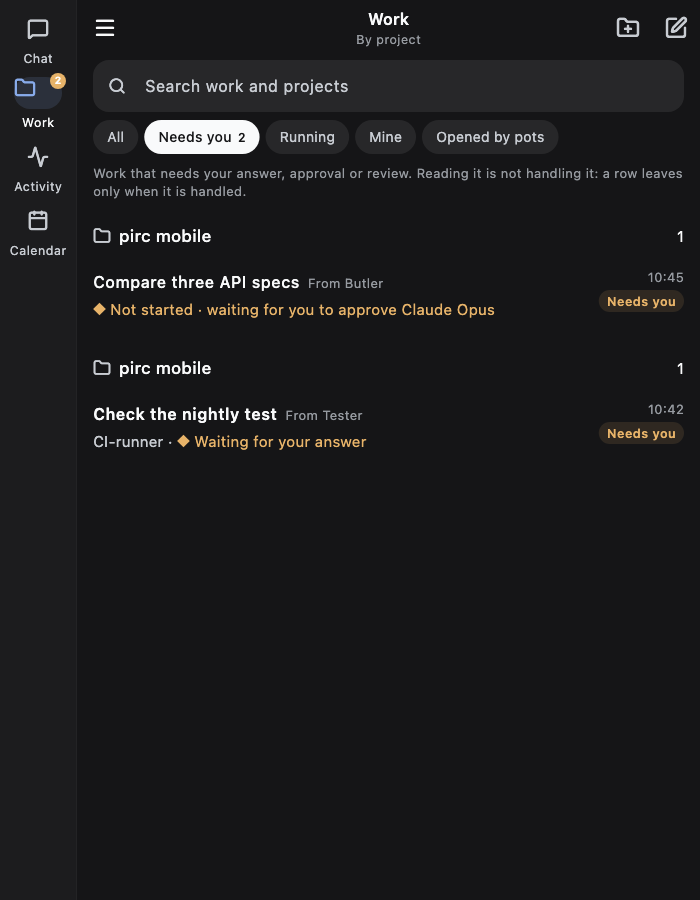 Chat
2
Work
Activity
Calendar
Work
By project
Search work and projects
All
Needs you 2
Running
Mine
Opened by pots
Work that needs your answer, approval or review. Reading it is not handling it: a row leaves
only when it is handled.
pirc mobile
1
Compare three API specs From Butler
10:45
◆ Not started · waiting for you to approve Claude Opus
Needs you
pirc mobile
1
Check the nightly test From Tester
10:42
CI-runner · ◆ Waiting for your answer
Needs you